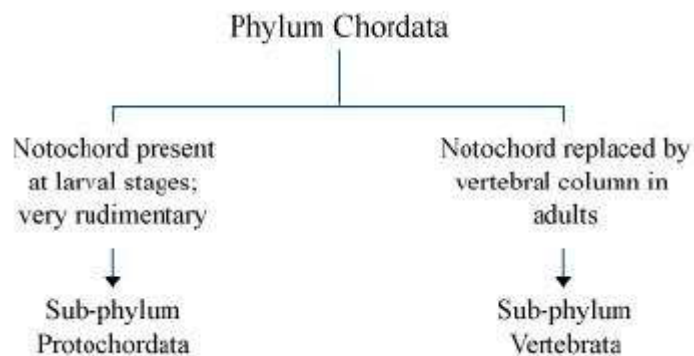 Phylum Chordata
Notochord present
at larval stages;
very rudimentary
Notochord replaced by
vertebral column in
adults
Sub-phylum
Protochordata
Sub-phylum
Vertebrata